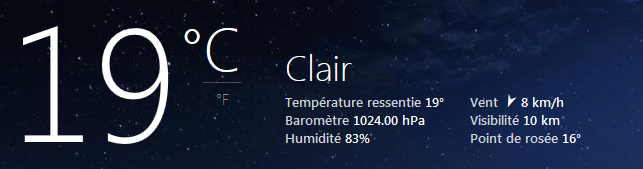 19 °C
°F
Clair
Température ressentie 19° Vent 8 km/h
Baromètre 1024.00 hPa Visibilité 10 km
Humidité 83% Point de rosée 16°